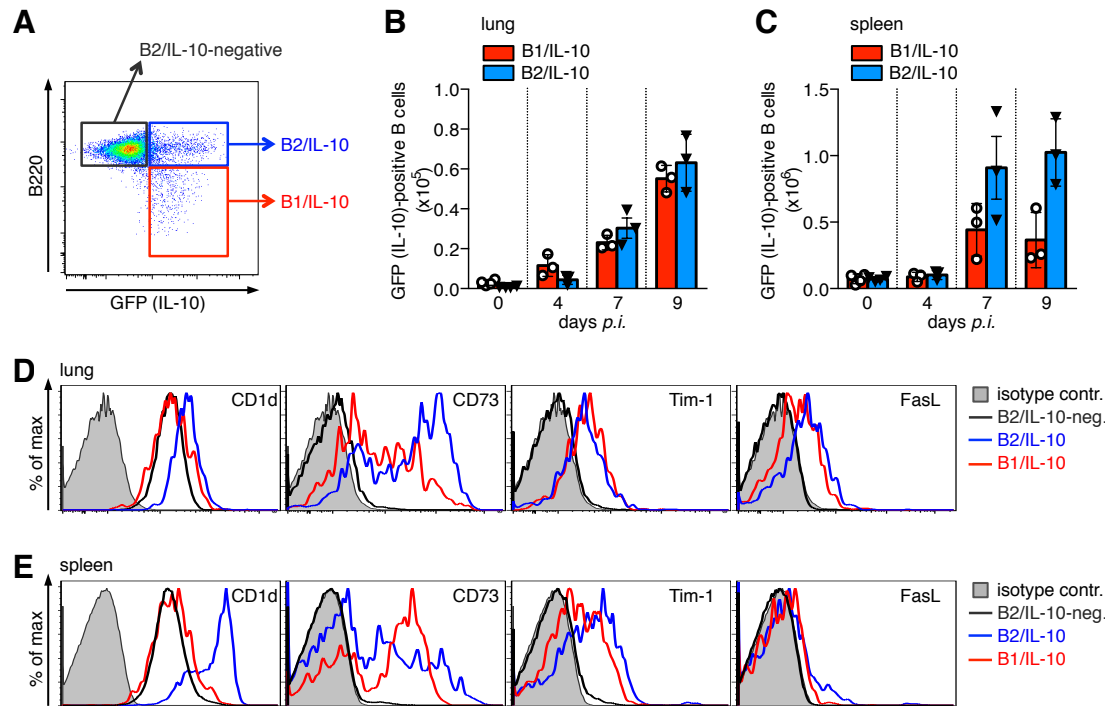 A
B2/IL-10-negative
B220
B2/IL-10
B1/IL-10
GFP (IL-10)
B
lung
B1/IL-10
B2/IL-10
GFP (IL-10)-positive B cells
(x10⁵)
1.0
0.8
0.6
0.4
0.2
0.0
0 4 7 9
days p.i.
C
spleen
B1/IL-10
B2/IL-10
GFP (IL-10)-positive B cells
(x10⁶)
1.5
1.0
0.5
0.0
0 4 7 9
days p.i.
D
lung
% of max
CD1d
CD73
Tim-1
FasL
isotype contr.
B2/IL-10-neg.
B2/IL-10
B1/IL-10
E
spleen
% of max
CD1d
CD73
Tim-1
FasL
isotype contr.
B2/IL-10-neg.
B2/IL-10
B1/IL-10